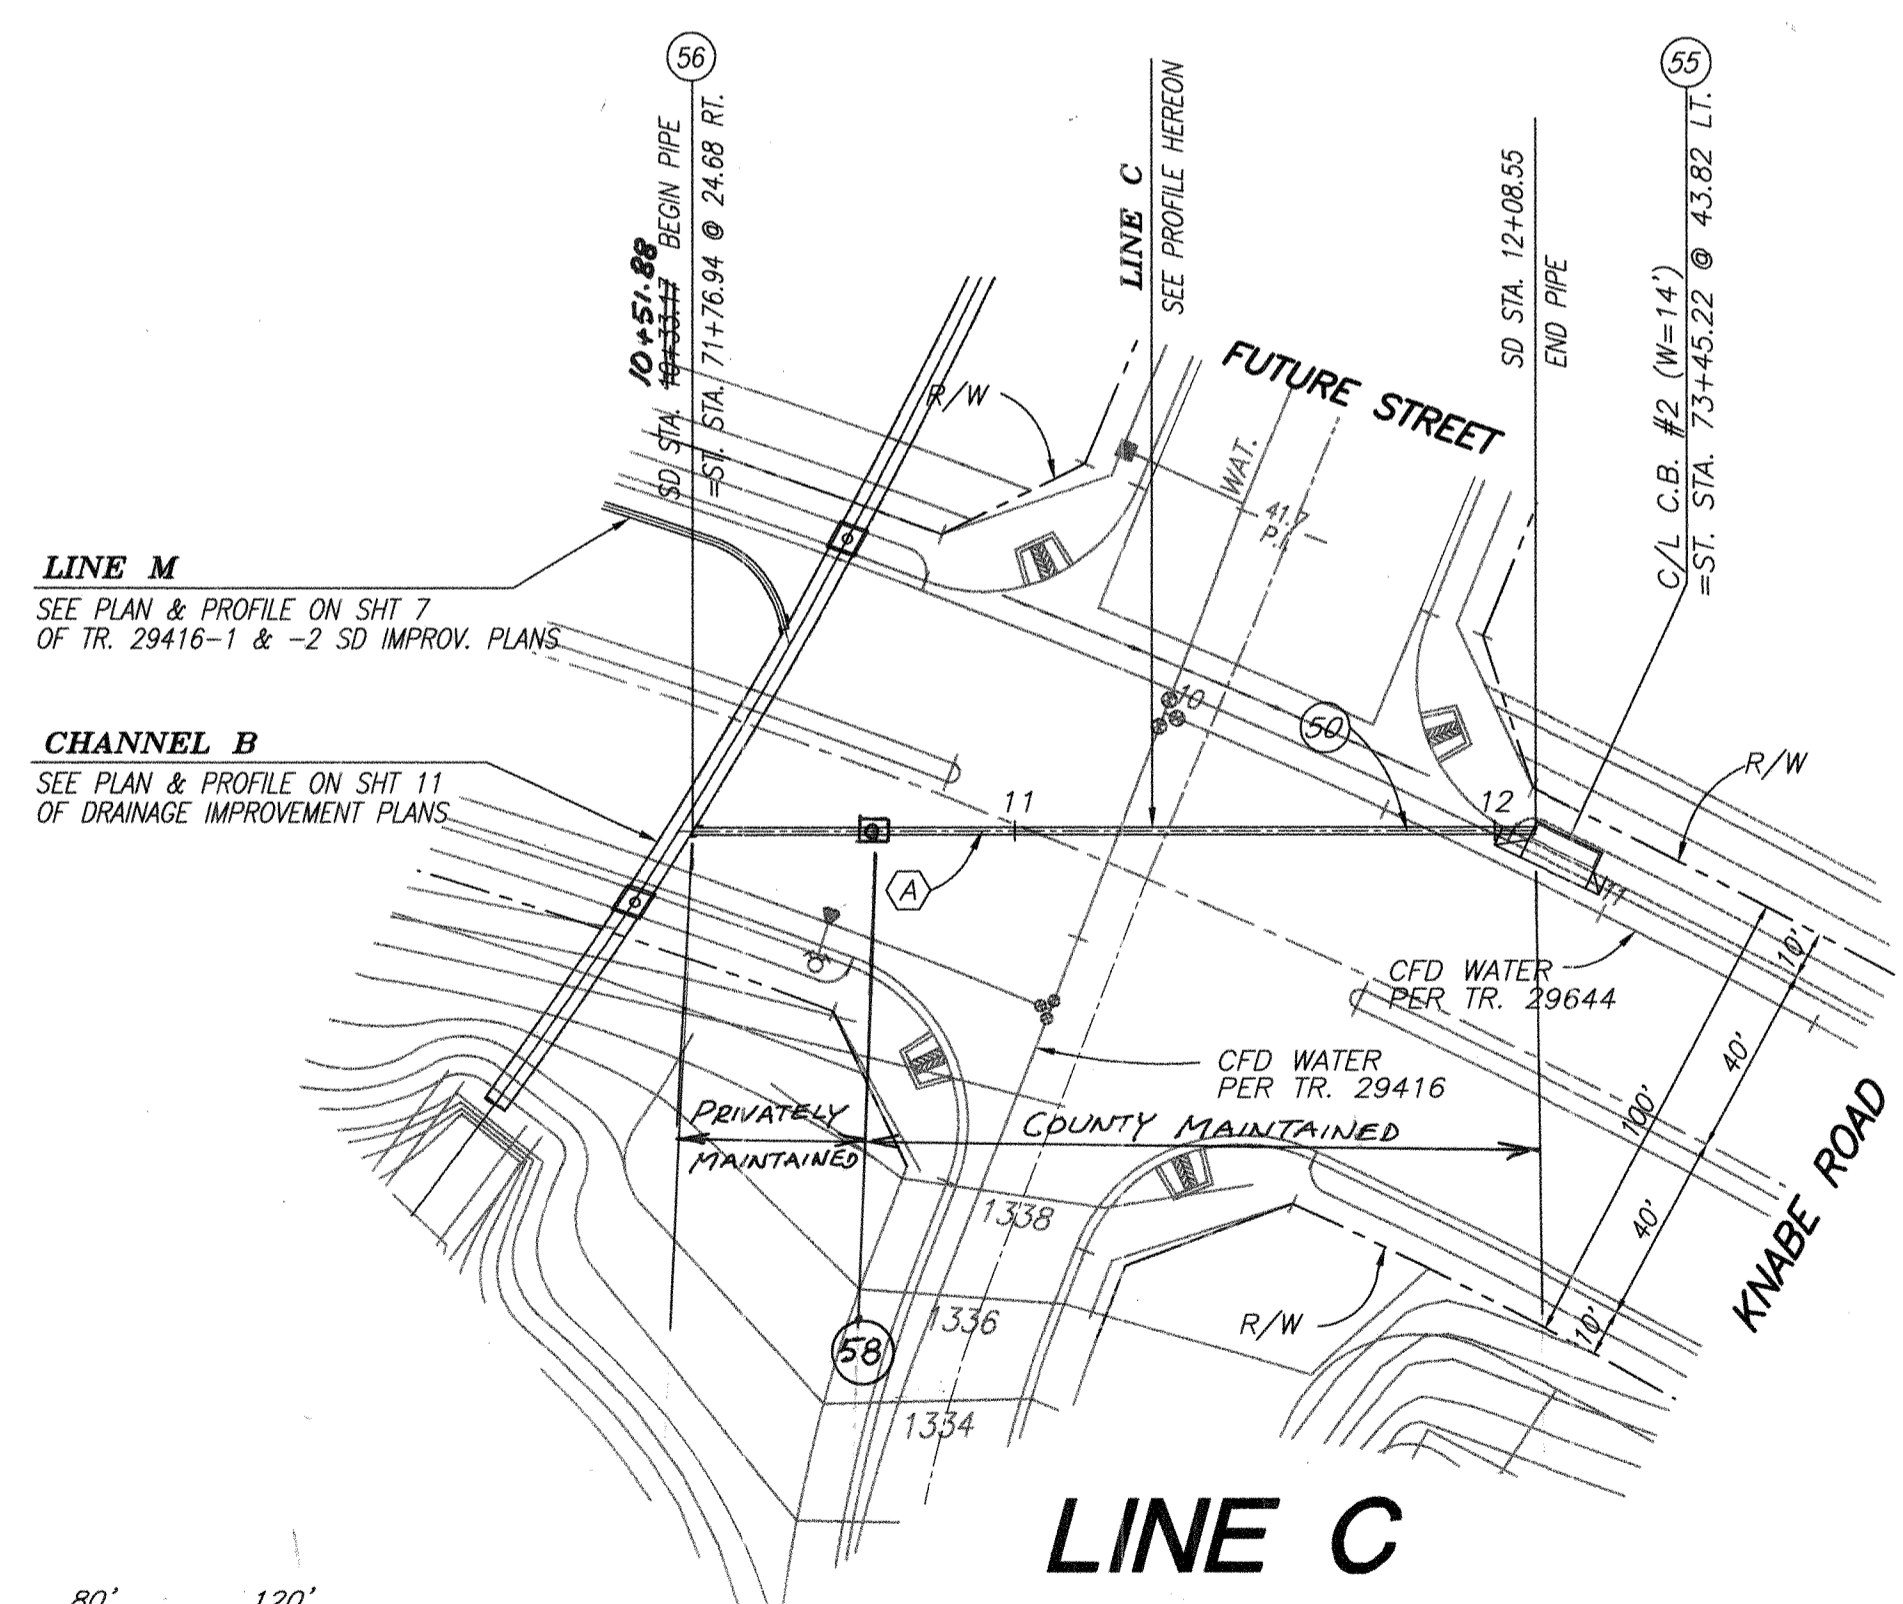 56
SD STA. 10+33.17 BEGIN PIPE
10+51.88
=ST. STA. 71+76.94 @ 24.68 RT.
LINE C
SEE PROFILE HEREON
SD STA. 12+08.55
END PIPE
55
C/L C.B. #2 (W=14')
=ST. STA. 73+45.22 @ 43.82 LT.
FUTURE STREET
R/W
WAT.
41.7
P.I.
LINE M
SEE PLAN & PROFILE ON SHT 7
OF TR. 29416-1 & -2 SD IMPROV. PLANS
CHANNEL B
SEE PLAN & PROFILE ON SHT 11
OF DRAINAGE IMPROVEMENT PLANS
10
50
R/W
11
12
A
11
CFD WATER
PER TR. 29644
CFD WATER
PER TR. 29416
10'
40'
100'
40'
10'
KNABE ROAD
PRIVATELY
MAINTAINED
COUNTY MAINTAINED
1338
1336
1334
R/W
58
LINE C
80'
120'